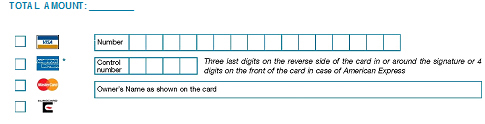 TOTAL AMOUNT: ________
VISA
Number
Control number
Three last digits on the reverse side of the card in or around the signature or 4
digits on the front of the card in case of American Express
MasterCard
Owner's Name as shown on the card